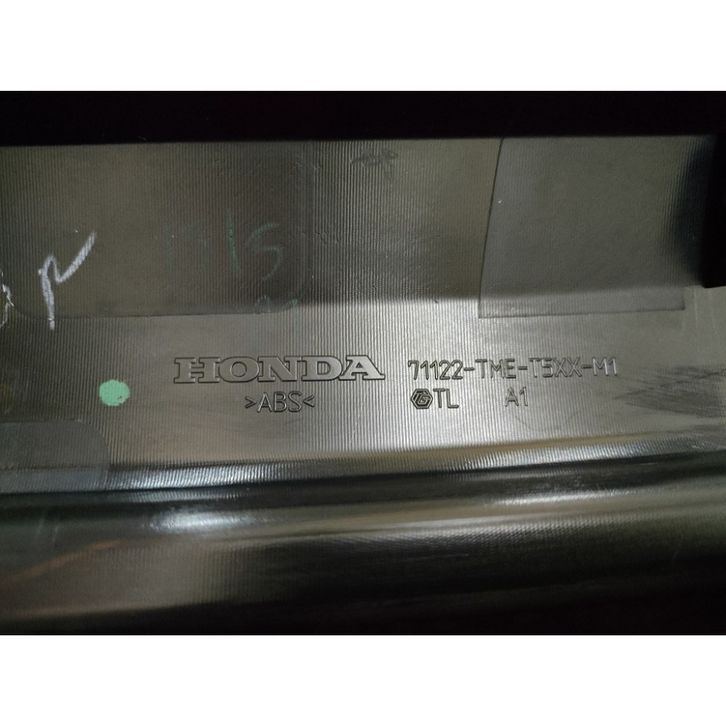 HONDA 71122-TME-T5XX-M1
>ABS< TL A1